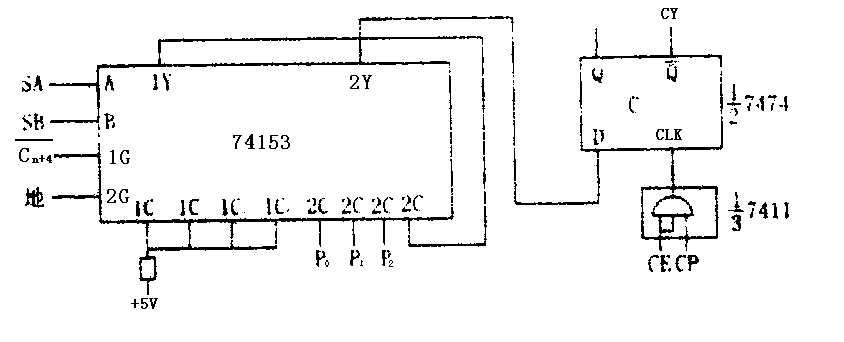 CY
SA A 1Y 2Y Q Q̅
SB B C 1/2 7474
74153 D CLK
C̅n+4 1G
地 2G
1C 1C 1C 1C 2C 2C 2C 2C 1/3 7411
P0 P1 P2 CE CP
+5V